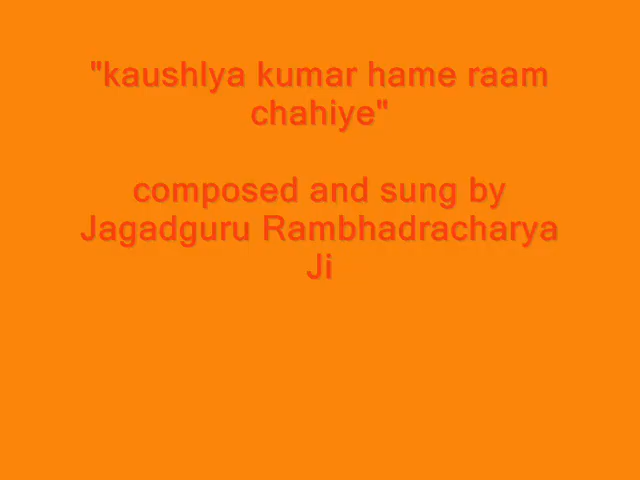 "kaushlya kumar hame raam
chahiye"
composed and sung by
Jagadguru Rambhadracharya
Ji